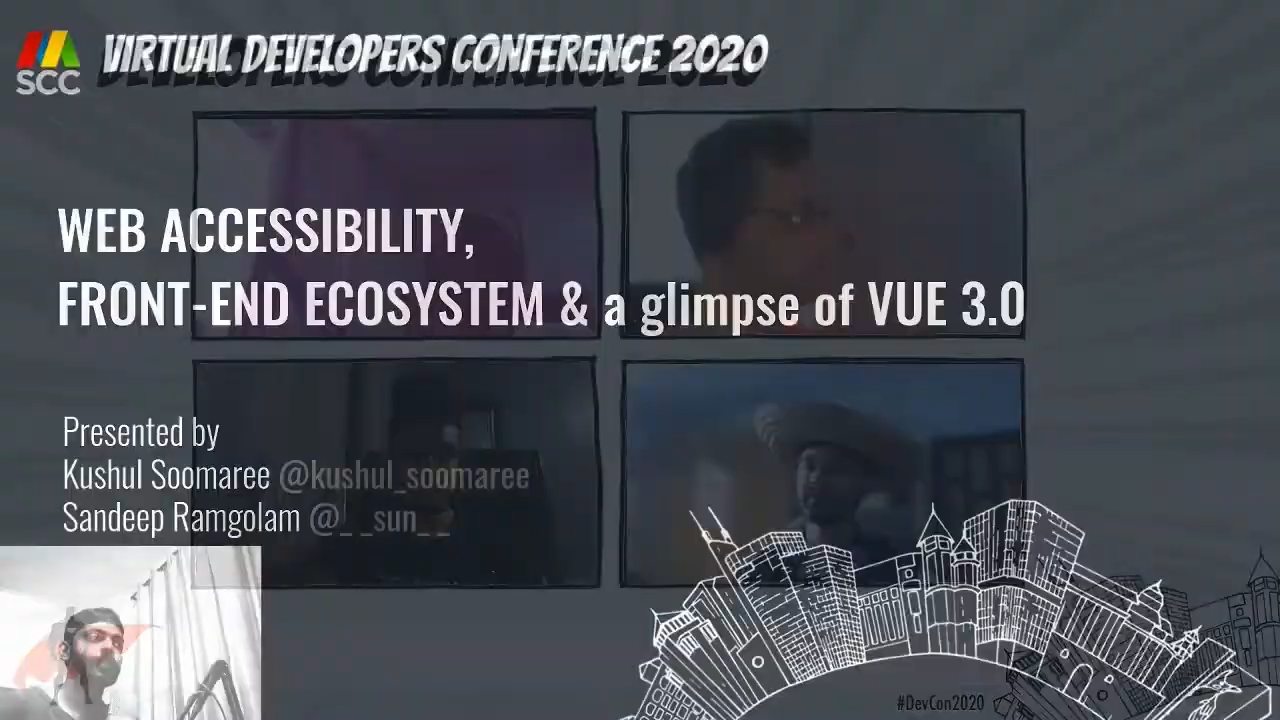 SCC
VIRTUAL DEVELOPERS CONFERENCE 2020
WEB ACCESSIBILITY,
FRONT-END ECOSYSTEM & a glimpse of VUE 3.0
Presented by
Kushul Soomaree @kushul_soomaree
Sandeep Ramgolam @__sun__
#DevCon2020